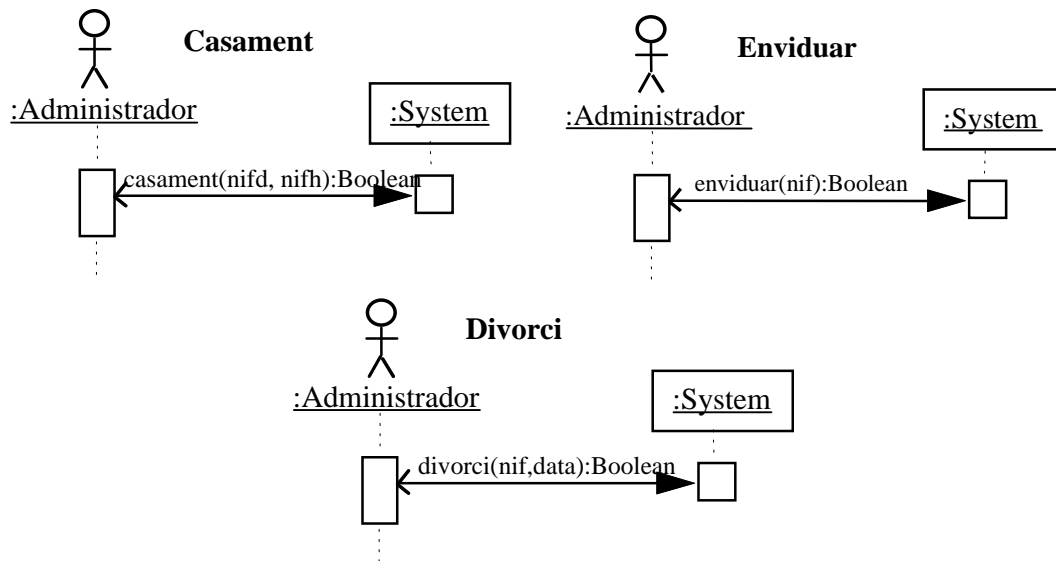 Casament
:Administrador
:System
casament(nifd, nifh):Boolean
Enviduar
:Administrador
:System
enviduar(nif):Boolean
Divorci
:Administrador
:System
divorci(nif,data):Boolean